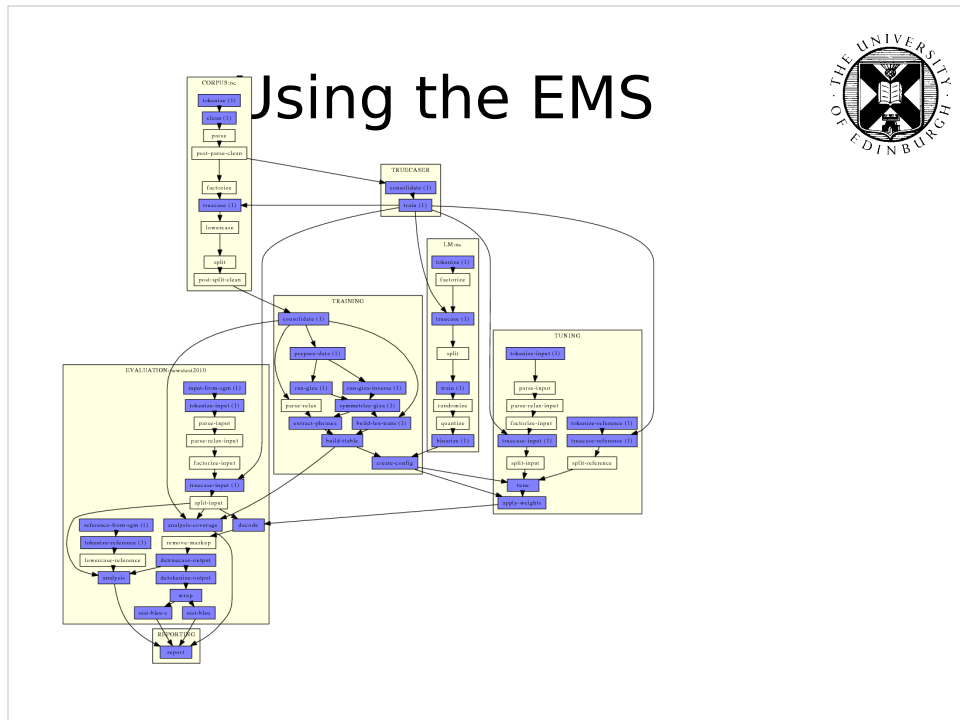 Using the EMS
THE UNIVERSITY OF EDINBURGH
CORPUS:nc
tokenize (1)
clean (1)
parse
post-parse-clean
factorize
truecase (1)
lowercase
split
post-split-clean
TRUECASER
consolidate (1)
train (1)
LM:nc
tokenize (1)
factorize
truecase (1)
split
train (1)
randomize
quantize
binarize (1)
TRAINING
consolidate (1)
prepare-data (1)
run-giza (1)
run-giza-inverse (1)
parse-relax
symmetrize-giza (1)
extract-phrases
build-lex-trans (1)
build-ttable
create-config
TUNING
tokenize-input (1)
parse-input
parse-relax-input
factorize-input
tokenize-reference (1)
truecase-input (1)
truecase-reference (1)
split-input
split-reference
tune
apply-weights
EVALUATION:newstest2010
input-from-sgm (1)
tokenize-input (1)
parse-input
parse-relax-input
factorize-input
truecase-input (1)
split-input
reference-from-sgm (1)
analysis-coverage
decode
tokenize-reference (1)
remove-markup
lowercase-reference
detruecase-output
analysis
detokenize-output
wrap
nist-bleu-c
nist-bleu
REPORTING
report